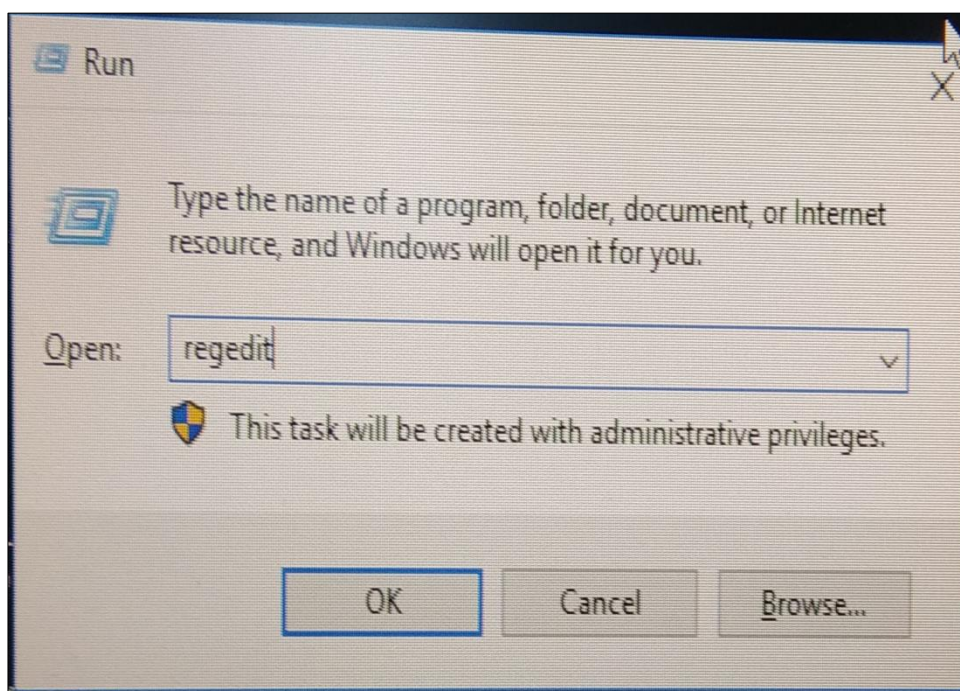 Run
Type the name of a program, folder, document, or Internet
resource, and Windows will open it for you.
Open: regedit
This task will be created with administrative privileges.
OK Cancel Browse...